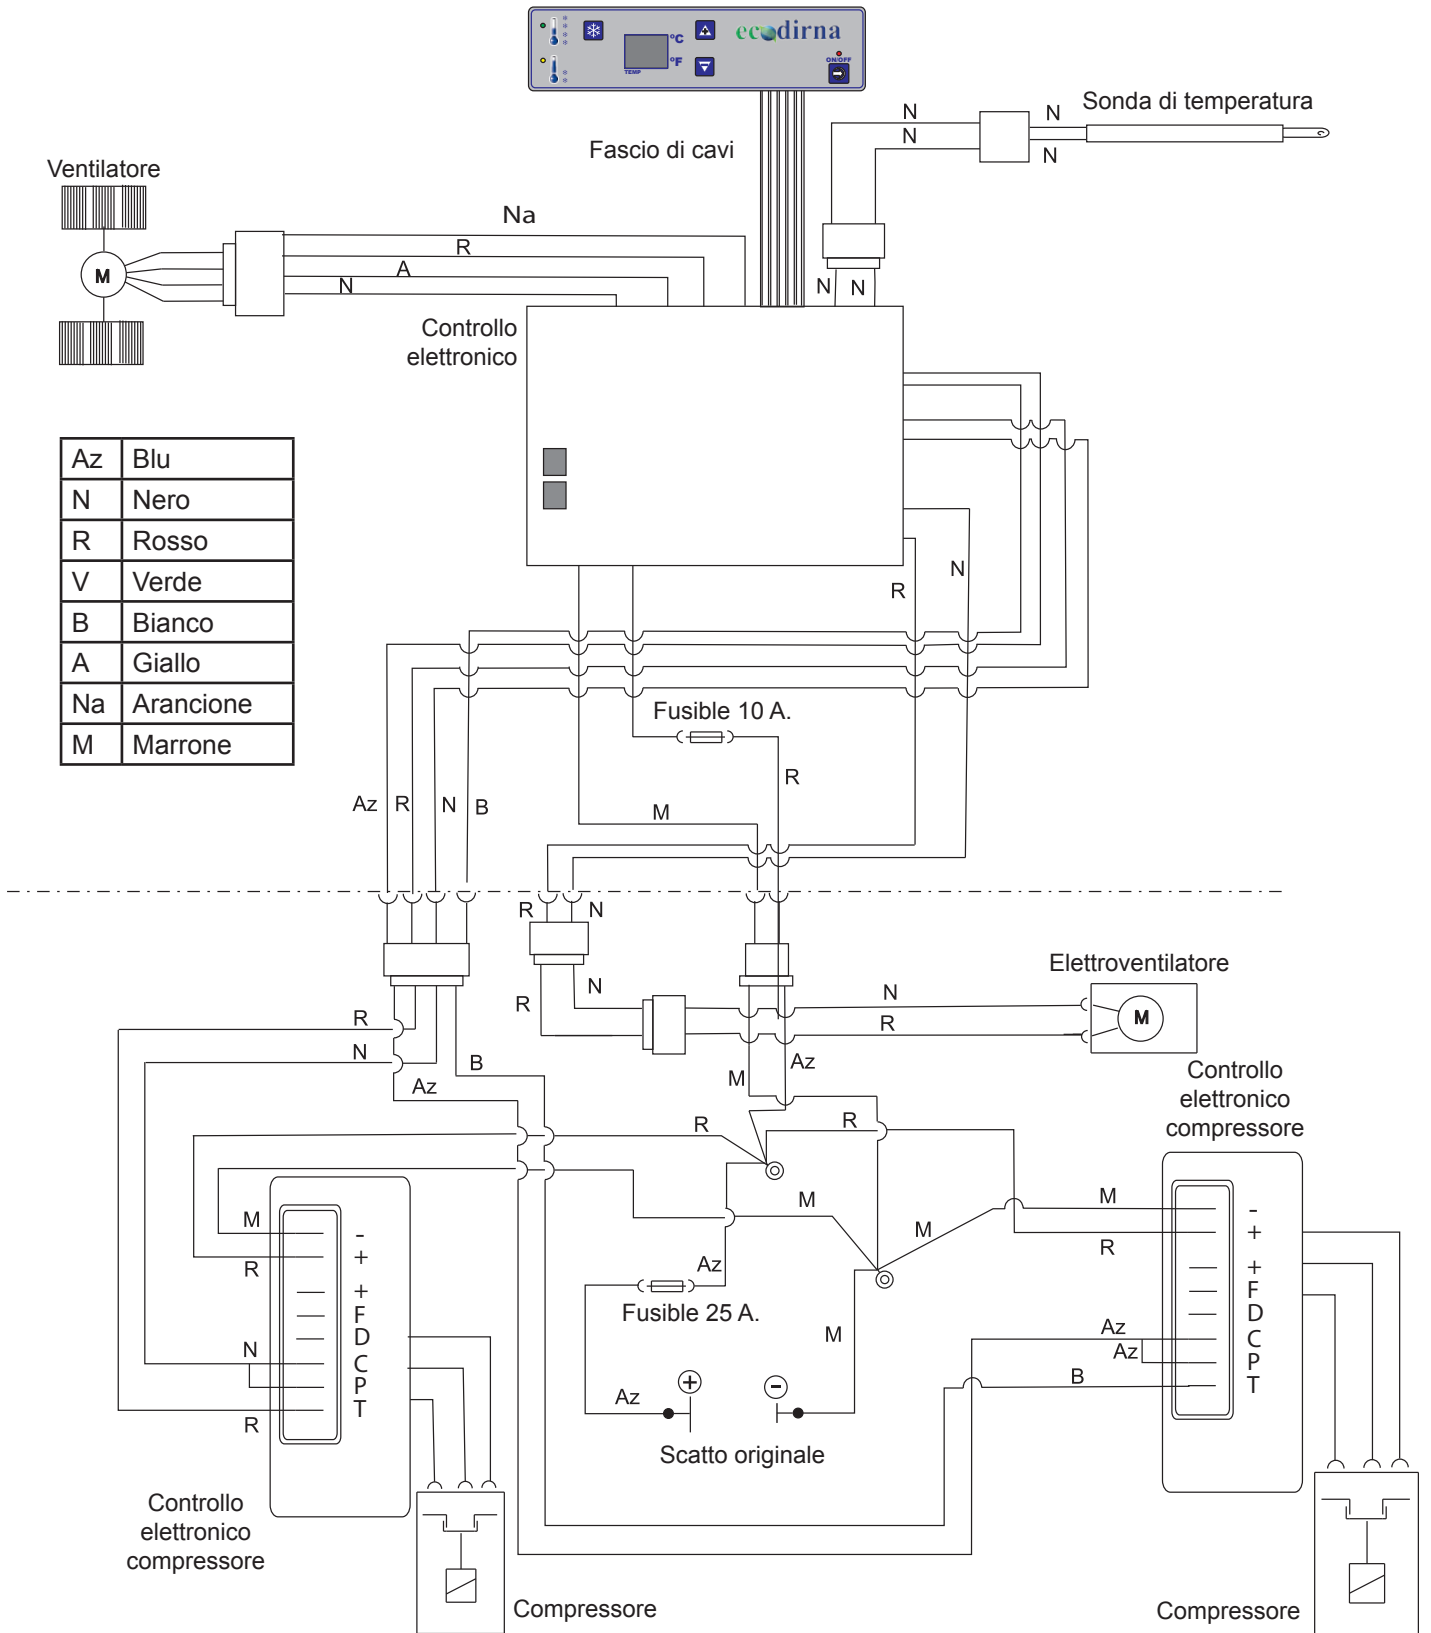 ecodirna
°C
°F
TEMP
ON/OFF
Sonda di temperatura
N
N
N
N
Fascio di cavi
Ventilatore
M
Na
R
A
N
N
N
Controllo
elettronico
Az Blu
N Nero
R Rosso
V Verde
B Bianco
A Giallo
Na Arancione
M Marrone
R
N
Fusible 10 A.
R
Az
R
N
B
M
R
N
R
N
Elettroventilatore
N
R
M
R
N
Az
B
M
Az
Controllo
elettronico
compressore
R
R
M
M
M
R
Az
Fusible 25 A.
M
M
R
-
+
+
F
D
C
P
T
N
R
-
+
+
F
D
C
P
T
Az
Az
B
+
-
Az
Scatto originale
Controllo
elettronico
compressore
Compressore
Compressore